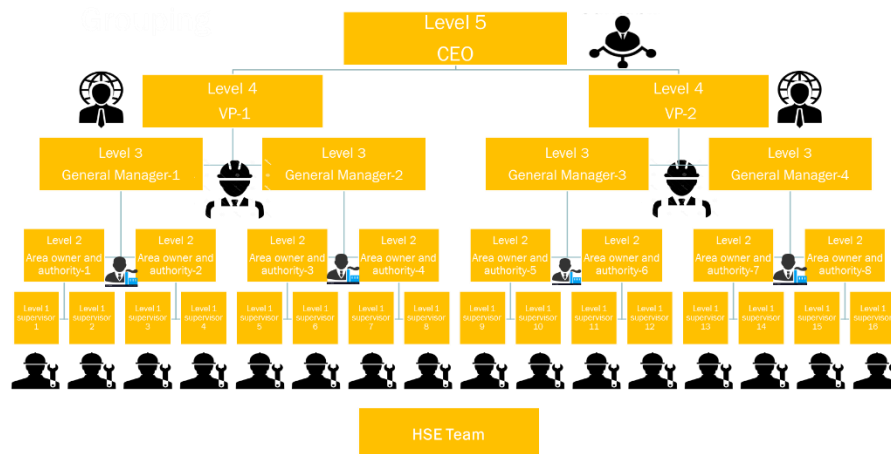 Level 5
CEO
Level 4
VP-1
Level 4
VP-2
Level 3
General Manager-1
Level 3
General Manager-2
Level 3
General Manager-3
Level 3
General Manager-4
Level 2
Area owner and
authority-1
Level 2
Area owner and
authority-2
Level 2
Area owner and
authority-3
Level 2
Area owner and
authority-4
Level 2
Area owner and
authority-5
Level 2
Area owner and
authority-6
Level 2
Area owner and
authority-7
Level 2
Area owner and
authority-8
Level 1
supervisor
1
Level 1
supervisor
2
Level 1
supervisor
3
Level 1
supervisor
4
Level 1
supervisor
5
Level 1
supervisor
6
Level 1
supervisor
7
Level 1
supervisor
8
Level 1
supervisor
9
Level 1
supervisor
10
Level 1
supervisor
11
Level 1
supervisor
12
Level 1
supervisor
13
Level 1
supervisor
14
Level 1
supervisor
15
Level 1
supervisor
16
HSE Team